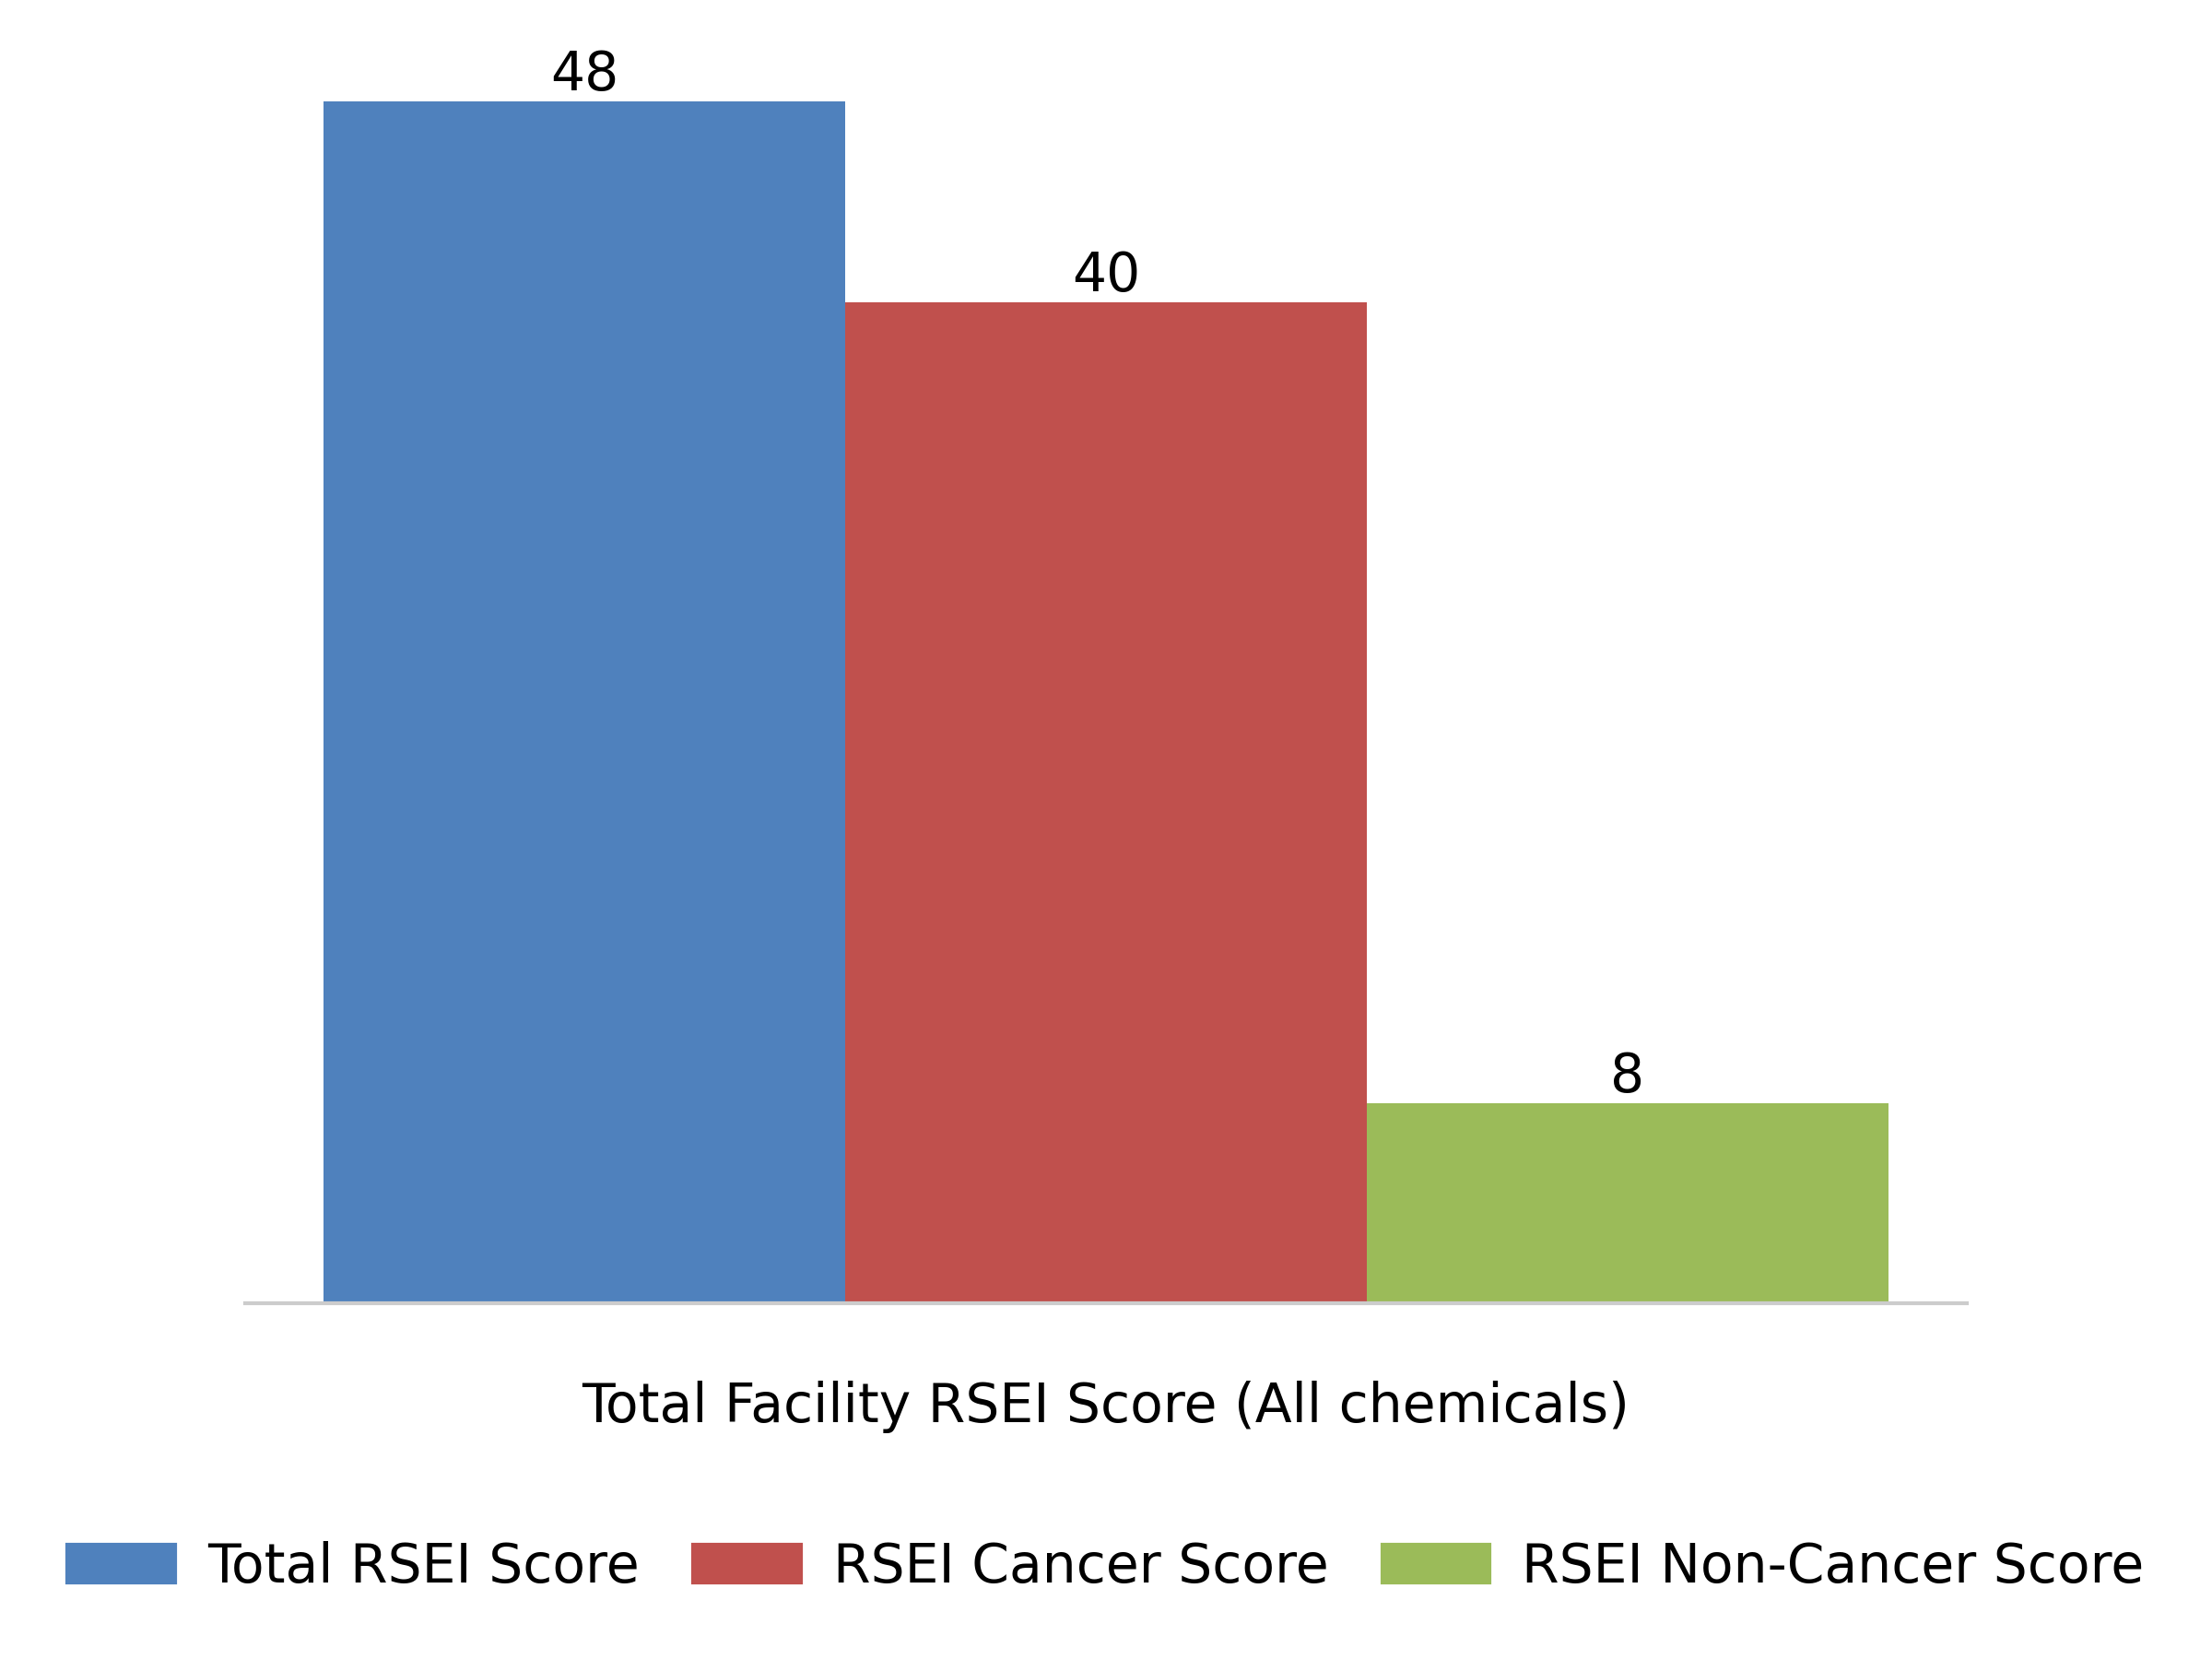 48
40
8
Total Facility RSEI Score (All chemicals)
Total RSEI Score RSEI Cancer Score RSEI Non-Cancer Score